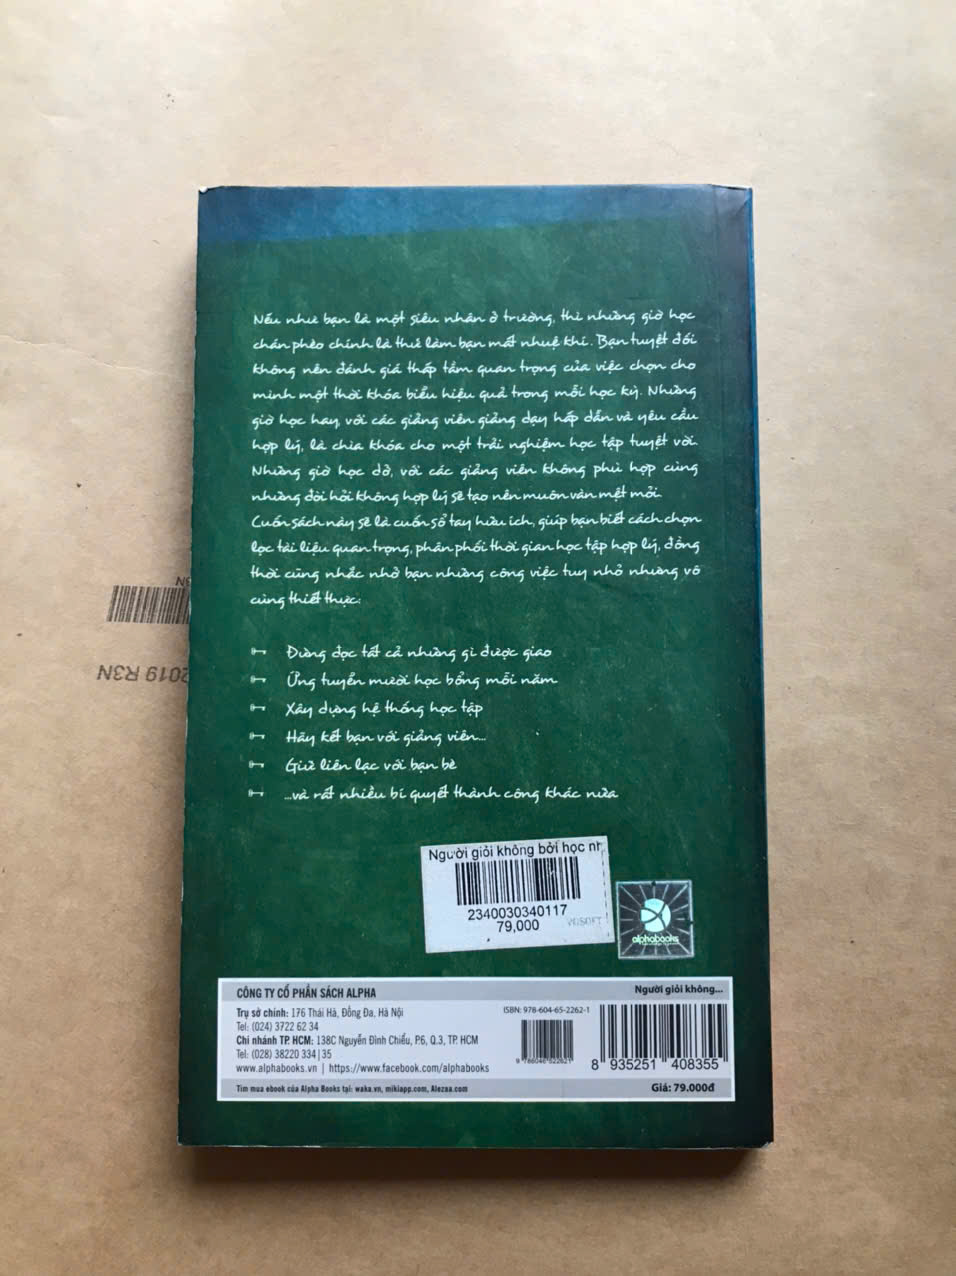 Nếu như bạn là một siêu nhân ở trường, thì những giờ học
chán phèo chính là thứ làm bạn mất nhuệ khí. Bạn tuyệt đối
không nên đánh giá thấp tầm quan trọng của việc chọn cho
mình một thời khóa biểu hiệu quả trong mỗi học kỳ. Những
giờ học hay, với các giảng viên giảng dạy hấp dẫn và yêu cầu
hợp lý, là chìa khóa cho một trải nghiệm học tập tuyệt vời.
Những giờ học dở, với các giảng viên không phù hợp cùng
những đòi hỏi không hợp lý sẽ tạo nên muôn vàn mệt mỏi.
Cuốn sách này sẽ là cuốn sổ tay hữu ích, giúp bạn biết cách chọn
lọc tài liệu quan trọng, phân phối thời gian học tập hợp lý, đồng
thời cũng nhắc nhở bạn những công việc tuy nhỏ nhưng vô
cùng thiết thực:
Đừng đọc tất cả những gì được giao
Ứng tuyển mười học bổng mỗi năm
Xây dựng hệ thống học tập
Hãy kết bạn với giảng viên...
Giữ liên lạc với bạn bè
...và rất nhiều bí quyết thành công khác nữa
2019 R3N
Người giỏi không bởi học nh
2340030340117
79,000
VGSOFT
alphabooks
CÔNG TY CỔ PHẦN SÁCH ALPHA
Người giỏi không...
Trụ sở chính: 176 Thái Hà, Đống Đa, Hà Nội
Tel: (024) 3722 62 34
Chi nhánh TP. HCM: 138C Nguyễn Đình Chiểu, P.6, Q.3, TP. HCM
Tel: (028) 38220 334 | 35
www.alphabooks.vn | https://www.facebook.com/alphabooks
ISBN: 978-604-65-2262-1
9 786046 522621
8 935251 408355
Tìm mua ebook của Alpha Books tại: waka.vn, mikiapp.com, Alezaa.com
Giá: 79.000đ